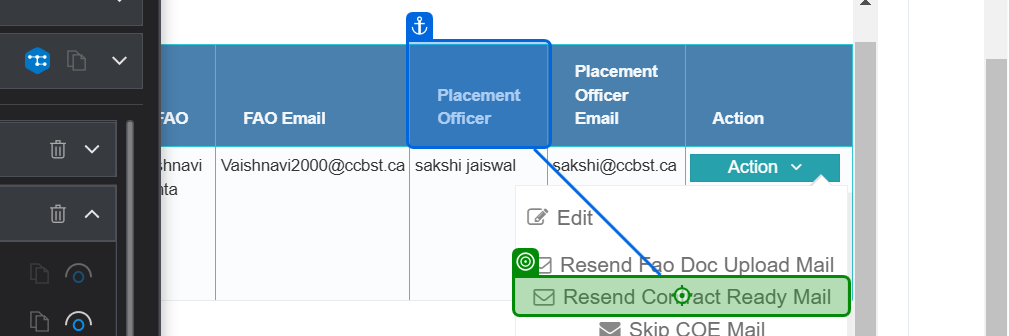 Placement
Placement Officer
FAO FAO Email Officer Email Action
shnavi Vaishnavi2000@ccbst.ca sakshi jaiswal sakshi@ccbst.ca Action
nta
Edit
Resend Fao Doc Upload Mail
Resend Contract Ready Mail
Skip COE Mail